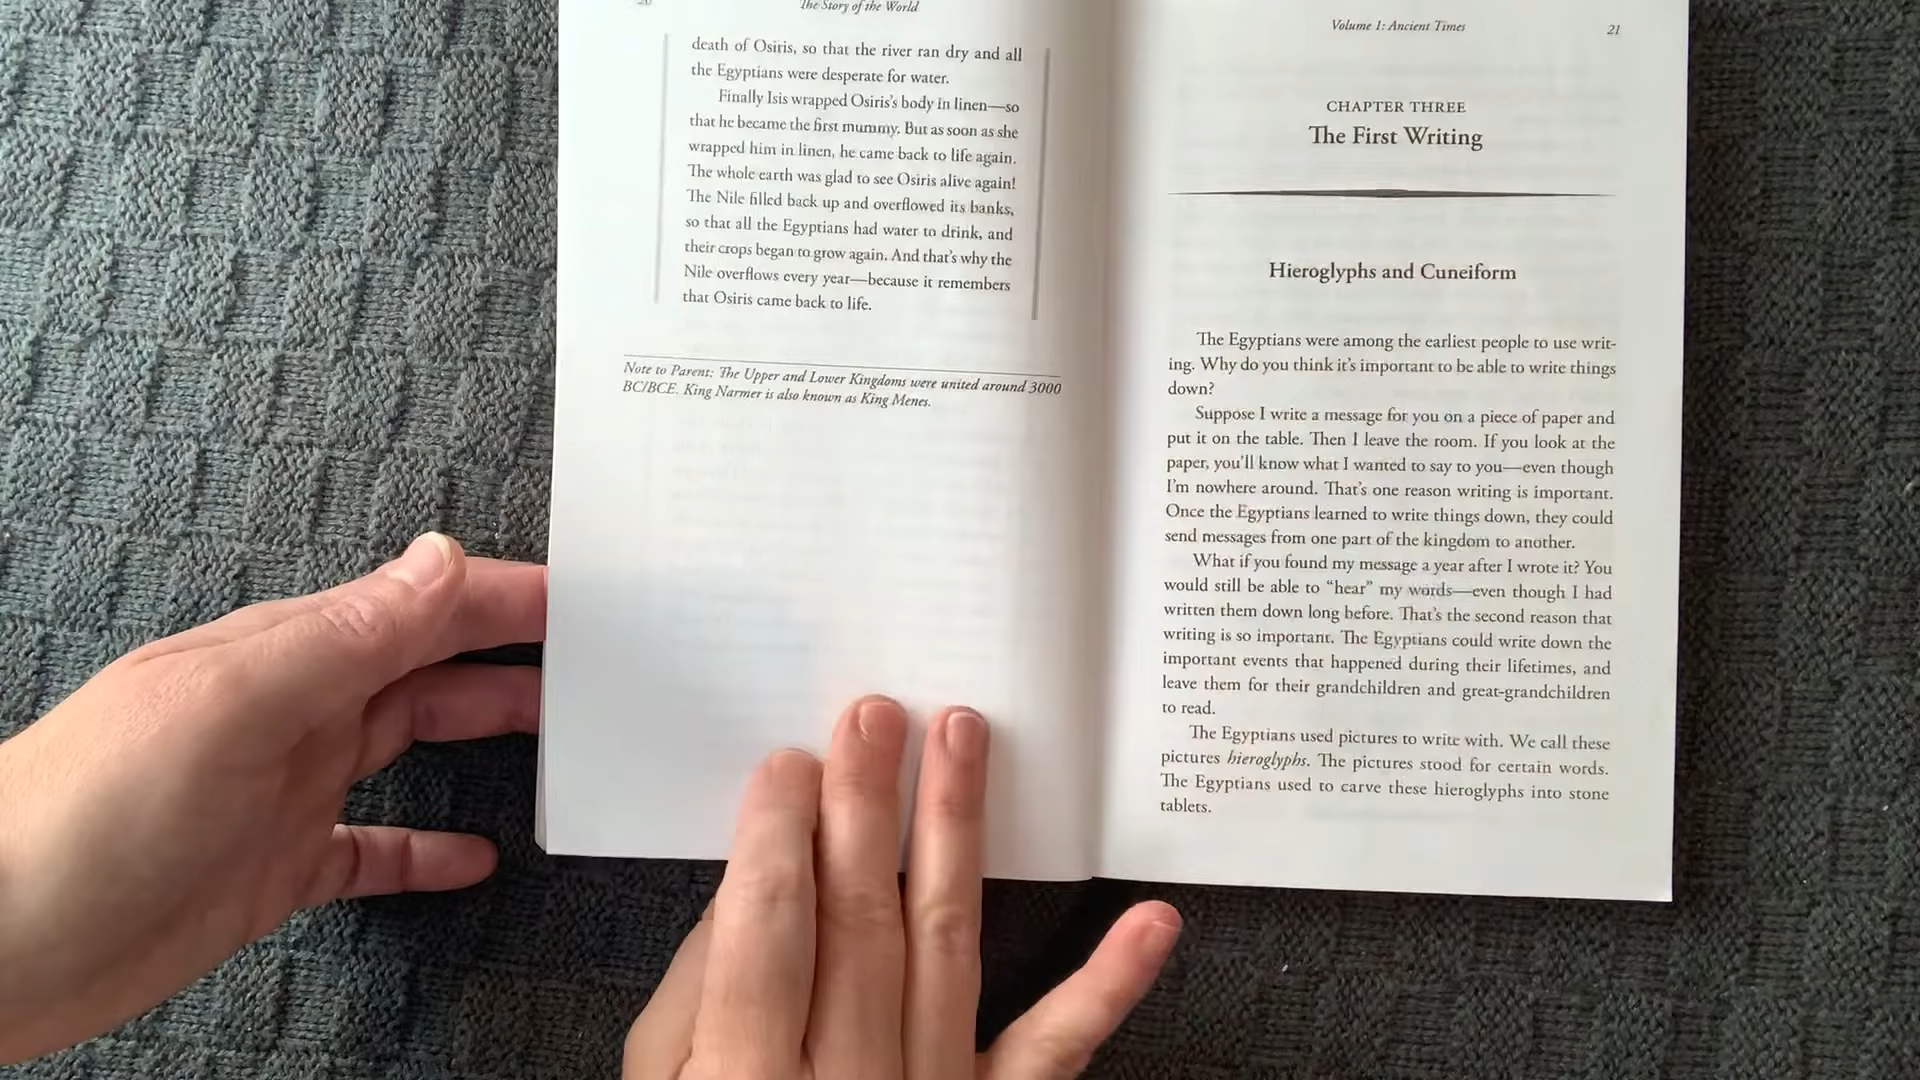 20
The Story of the World
death of Osiris, so that the river ran dry and all
the Egyptians were desperate for water.
Finally Isis wrapped Osiris's body in linen—so
that he became the first mummy. But as soon as she
wrapped him in linen, he came back to life again.
The whole earth was glad to see Osiris alive again!
The Nile filled back up and overflowed its banks,
so that all the Egyptians had water to drink, and
their crops began to grow again. And that's why the
Nile overflows every year—because it remembers
that Osiris came back to life.
Note to Parent: The Upper and Lower Kingdoms were united around 3000
BC/BCE. King Narmer is also known as King Menes.
Volume 1: Ancient Times
21
CHAPTER THREE
The First Writing
Hieroglyphs and Cuneiform
The Egyptians were among the earliest people to use writ-
ing. Why do you think it's important to be able to write things
down?
Suppose I write a message for you on a piece of paper and
put it on the table. Then I leave the room. If you look at the
paper, you'll know what I wanted to say to you—even though
I'm nowhere around. That's one reason writing is important.
Once the Egyptians learned to write things down, they could
send messages from one part of the kingdom to another.
What if you found my message a year after I wrote it? You
would still be able to “hear” my words—even though I had
written them down long before. That's the second reason that
writing is so important. The Egyptians could write down the
important events that happened during their lifetimes, and
leave them for their grandchildren and great-grandchildren
to read.
The Egyptians used pictures to write with. We call these
pictures hieroglyphs. The pictures stood for certain words.
The Egyptians used to carve these hieroglyphs into stone
tablets.